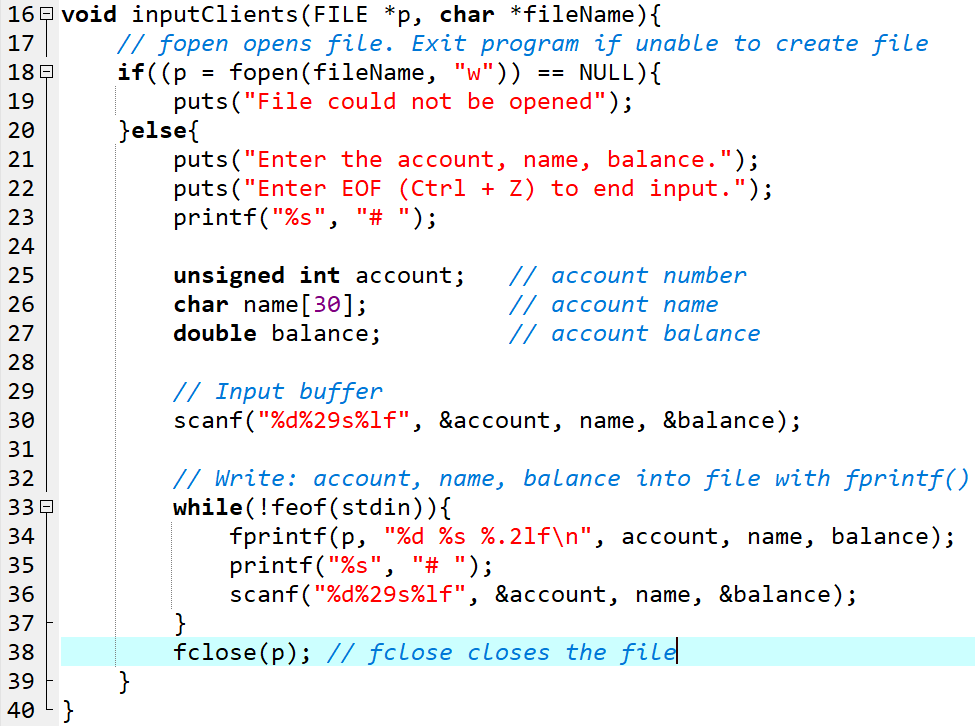 16 void inputClients(FILE *p, char *fileName){
17     // fopen opens file. Exit program if unable to create file
18     if((p = fopen(fileName, "w")) == NULL){
19         puts("File could not be opened");
20     }else{
21         puts("Enter the account, name, balance.");
22         puts("Enter EOF (Ctrl + Z) to end input.");
23         printf("%s", "# ");
24
25         unsigned int account;   // account number
26         char name[30];          // account name
27         double balance;         // account balance
28
29         // Input buffer
30         scanf("%d%29s%lf", &account, name, &balance);
31
32         // Write: account, name, balance into file with fprintf()
33         while(!feof(stdin)){
34             fprintf(p, "%d %s %.2lf\n", account, name, balance);
35             printf("%s", "# ");
36             scanf("%d%29s%lf", &account, name, &balance);
37         }
38         fclose(p); // fclose closes the file
39     }
40 }